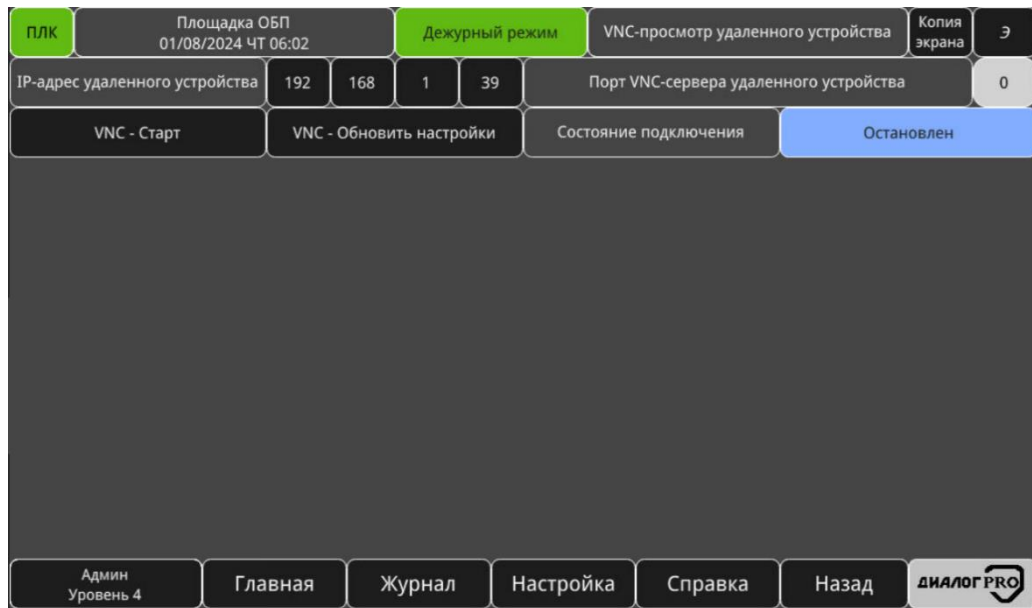 ПЛК
Площадка ОБП
01/08/2024 ЧТ 06:02
Дежурный режим
VNC-просмотр удаленного устройства
Копия
экрана
Э
IP-адрес удаленного устройства
192
168
1
39
Порт VNC-сервера удаленного устройства
0
VNC - Старт
VNC - Обновить настройки
Состояние подключения
Остановлен
Админ
Уровень 4
Главная
Журнал
Настройка
Справка
Назад
ДИАЛОГ PRO